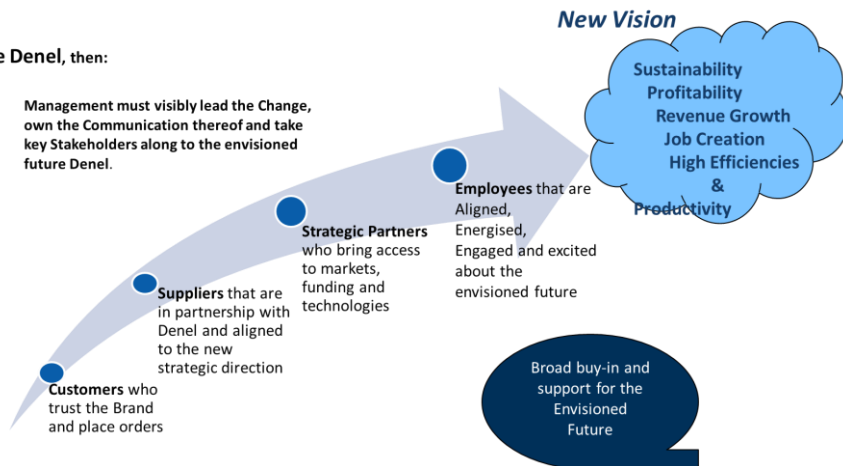 New Vision
e Denel, then:
Management must visibly lead the Change,
own the Communication thereof and take
key Stakeholders along to the envisioned
future Denel.
Sustainability
Profitability
Revenue Growth
Job Creation
High Efficiencies
&
Productivity
Employees that are
Aligned,
Energised,
Engaged and excited
about the
envisioned future
Strategic Partners
who bring access
to markets,
funding and
technologies
Suppliers that are
in partnership with
Denel and aligned
to the new
strategic direction
Customers who
trust the Brand
and place orders
Broad buy-in and
support for the
Envisioned
Future